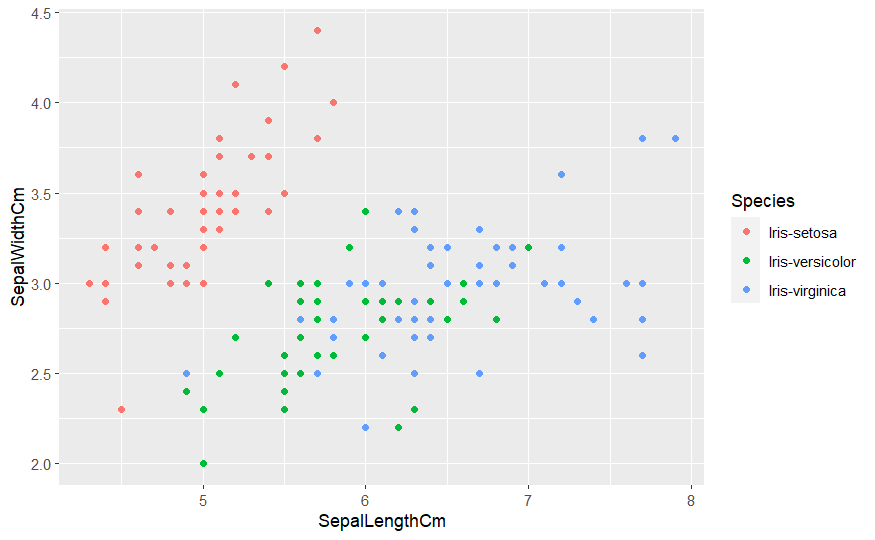 4.5
4.0
3.5
3.0
2.5
2.0
SepalWidthCm
5 6 7 8
SepalLengthCm
Species
Iris-setosa
Iris-versicolor
Iris-virginica